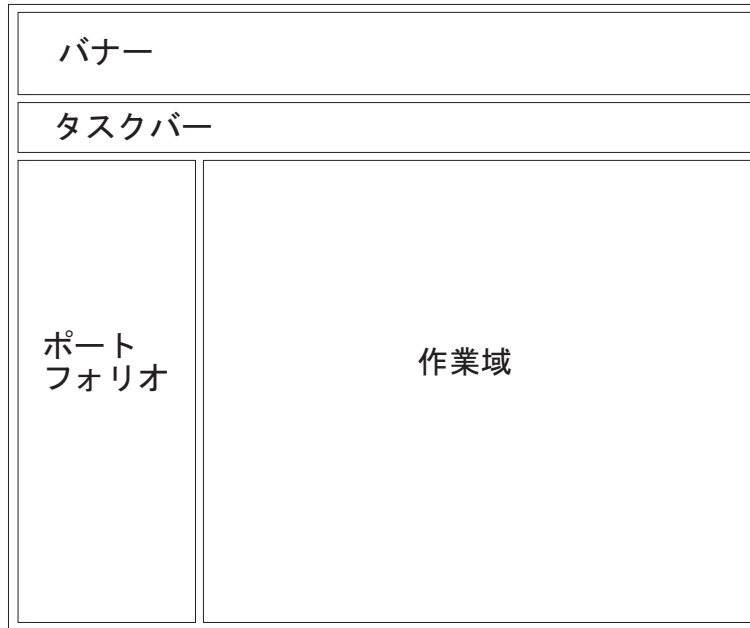 バナー
タスクバー
ポート
フォリオ
作業域